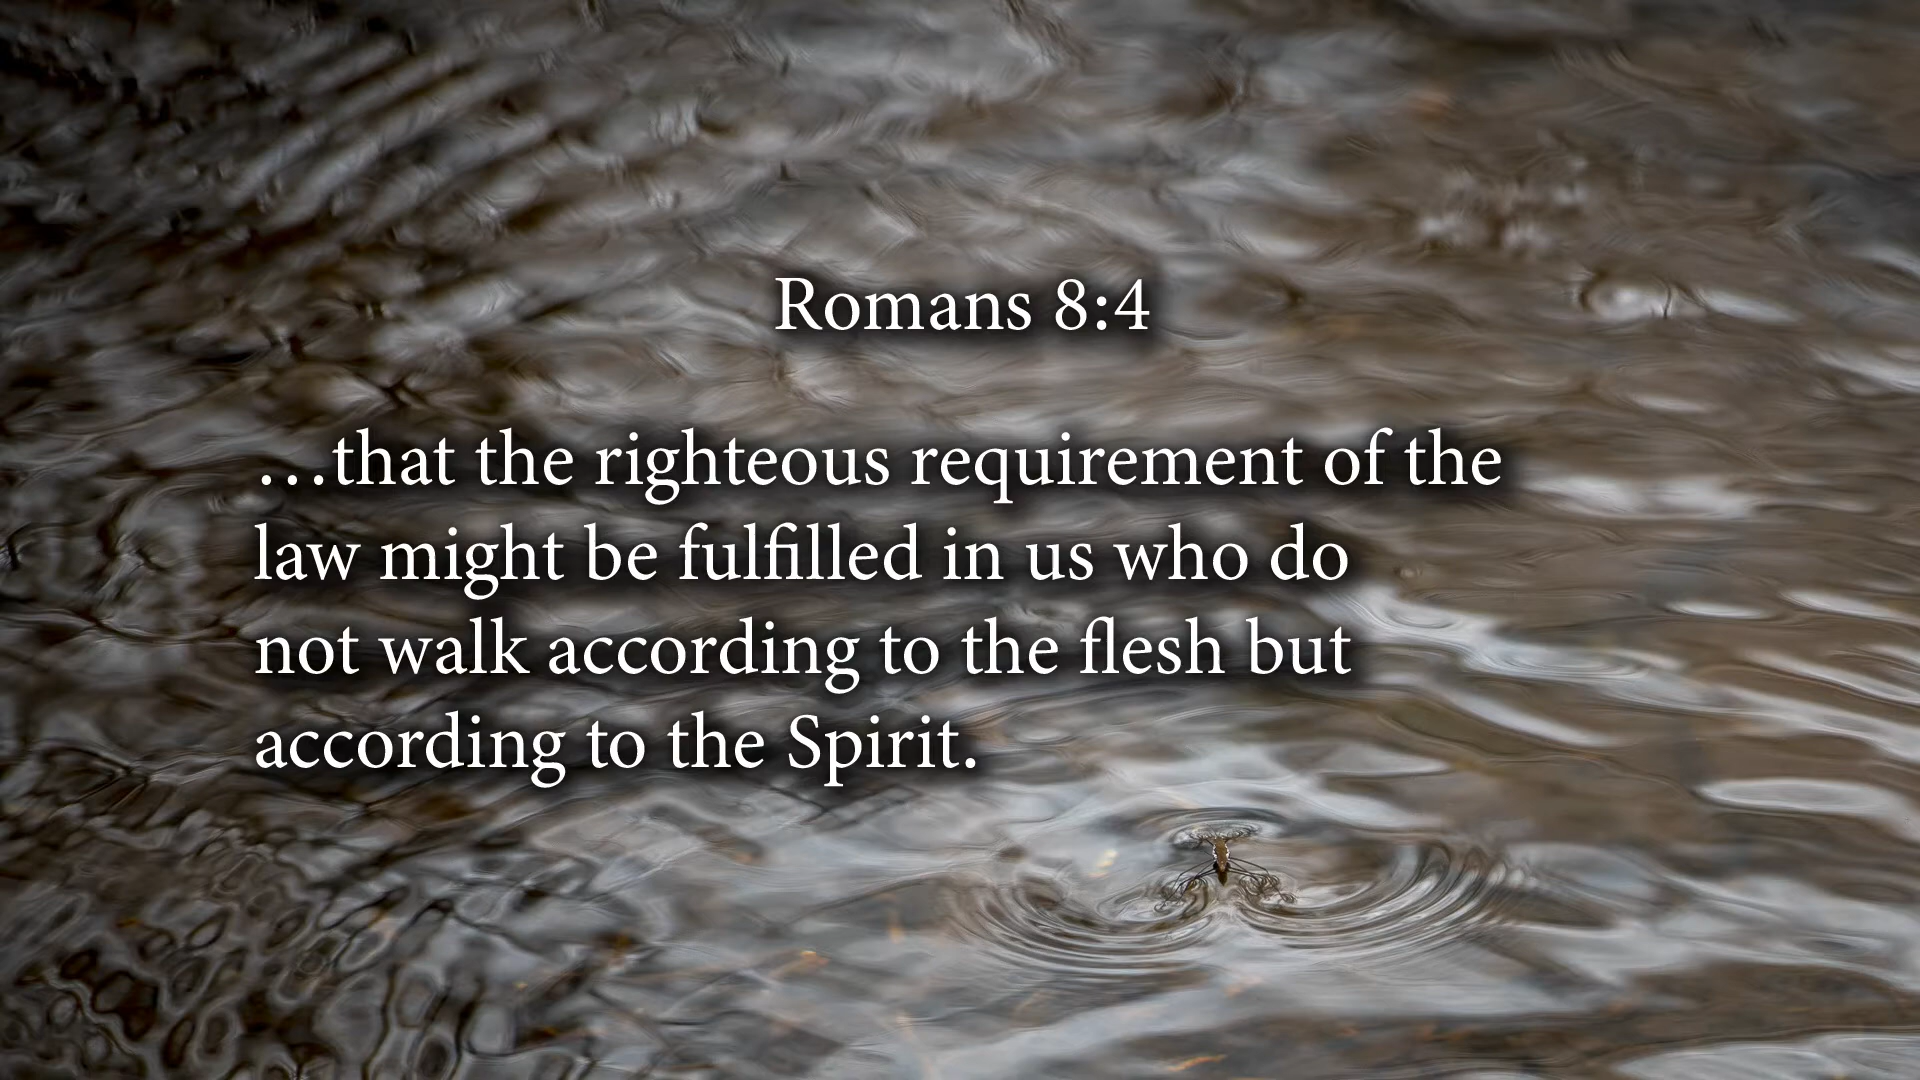 Romans 8:4
…that the righteous requirement of the
law might be fulfilled in us who do
not walk according to the flesh but
according to the Spirit.